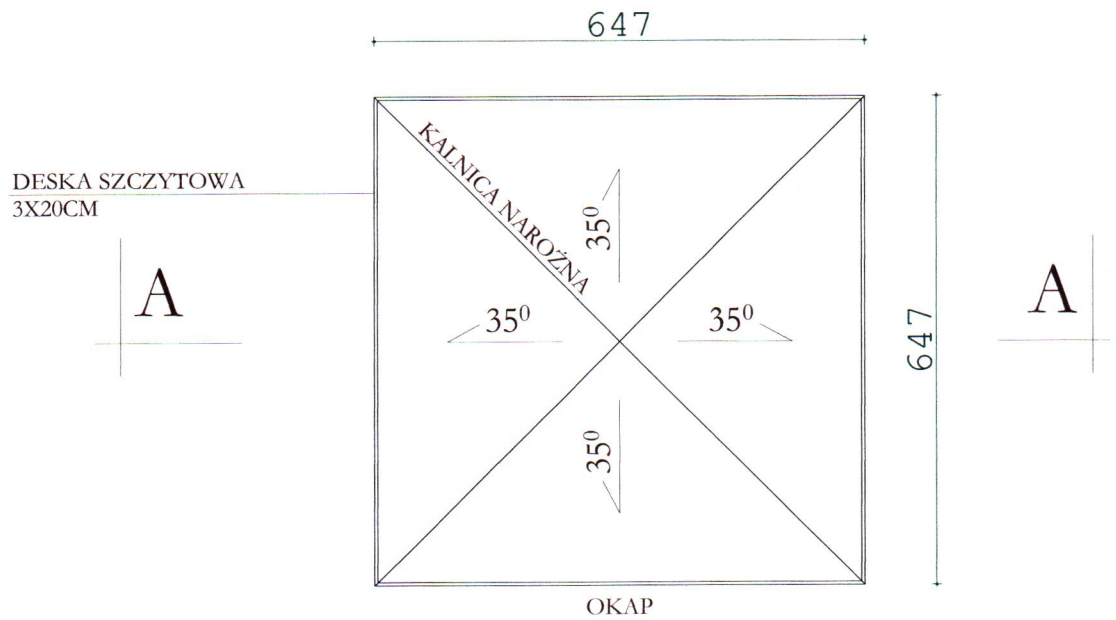 647
DESKA SZCZYTOWA
3X20CM
KALNICA NAROŻNA
35⁰
A
35⁰
35⁰
A
647
35⁰
OKAP